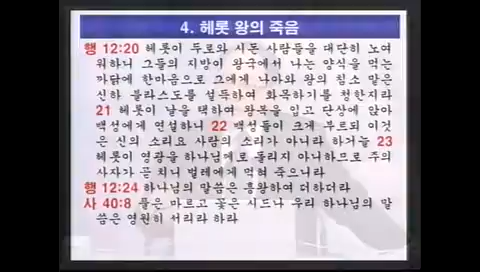 4. 헤롯 왕의 죽음
행 12:20 헤롯이 두로와 시돈 사람들을 대단히 노여
워하니 그들의 지방이 왕국에서 나는 양식을 먹는
까닭에 한마음으로 그에게 나아와 왕의 침소 맡은
신하 블라스도를 설득하여 화목하기를 청한지라
21 헤롯이 날을 택하여 왕복을 입고 단상에 앉아
백성에게 연설하니 22 백성들이 크게 부르되 이것
은 신의 소리요 사람의 소리가 아니라 하거늘 23
헤롯이 영광을 하나님께로 돌리지 아니하므로 주의
사자가 곧 치니 벌레에게 먹혀 죽으니라
행 12:24 하나님의 말씀은 흥왕하여 더하더라
사 40:8 풀은 마르고 꽃은 시드나 우리 하나님의 말
씀은 영원히 서리라 하라